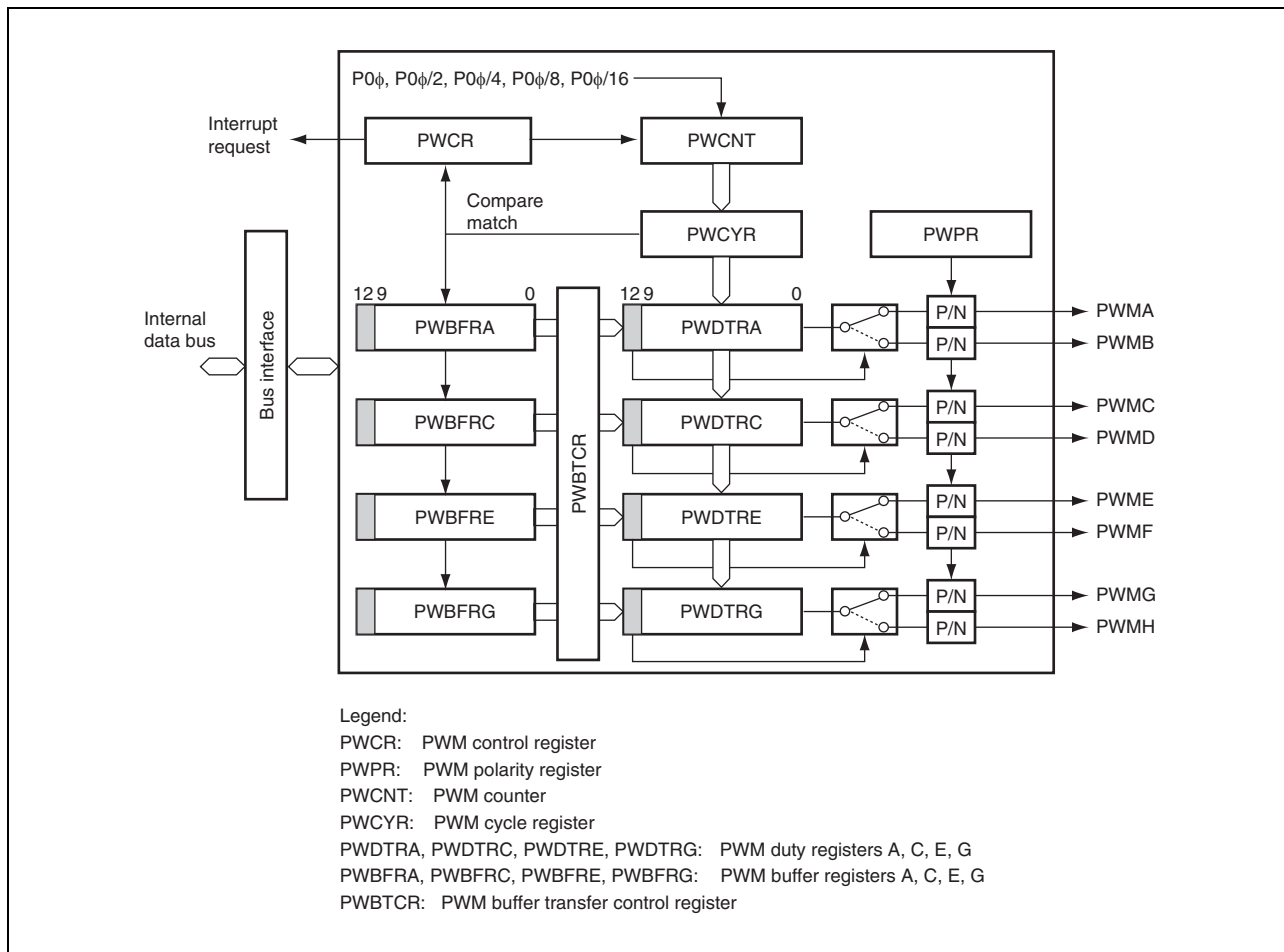 P0ϕ, P0ϕ/2, P0ϕ/4, P0ϕ/8, P0ϕ/16
Interrupt
request
PWCR
PWCNT
Compare
match
PWCYR
PWPR
Bus interface
Internal
data bus
12 9 0
12 9 0
PWBFRA
PWDTRA
P/N
PWMA
P/N
PWMB
PWBTCR
PWBFRC
PWDTRC
P/N
PWMC
P/N
PWMD
PWBFRE
PWDTRE
P/N
PWME
P/N
PWMF
PWBFRG
PWDTRG
P/N
PWMG
P/N
PWMH
Legend:
PWCR: PWM control register
PWPR: PWM polarity register
PWCNT: PWM counter
PWCYR: PWM cycle register
PWDTRA, PWDTRC, PWDTRE, PWDTRG: PWM duty registers A, C, E, G
PWBFRA, PWBFRC, PWBFRE, PWBFRG: PWM buffer registers A, C, E, G
PWBTCR: PWM buffer transfer control register